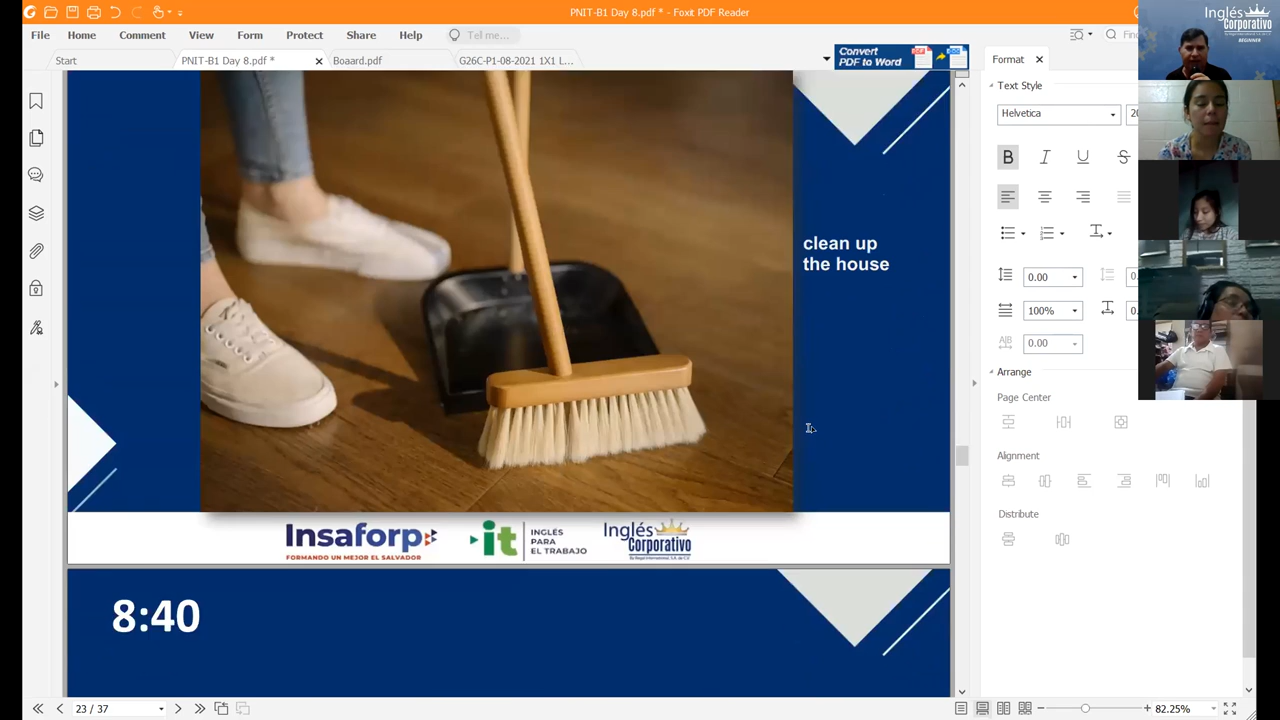 PNIT-B1 Day 8.pdf * - Foxit PDF Reader
File Home Comment View Form Protect Share Help Tell me...
Start PNIT-B1 Day 8.pdf * Boaard.pdf G26C-P1-08-2021 1X1 L...
Convert
PDF to Word
Format
Text Style
Helvetica
B I U S
0.00
100%
0.00
Arrange
Page Center
Alignment
Distribute
clean up
the house
Insaforp
FORMANDO UN MEJOR EL SALVADOR
it
INGLÉS
PARA
EL TRABAJO
Inglés
Corporativo
8:40
23 / 37
82.25%
Inglés
Corporativo
BEGINNER